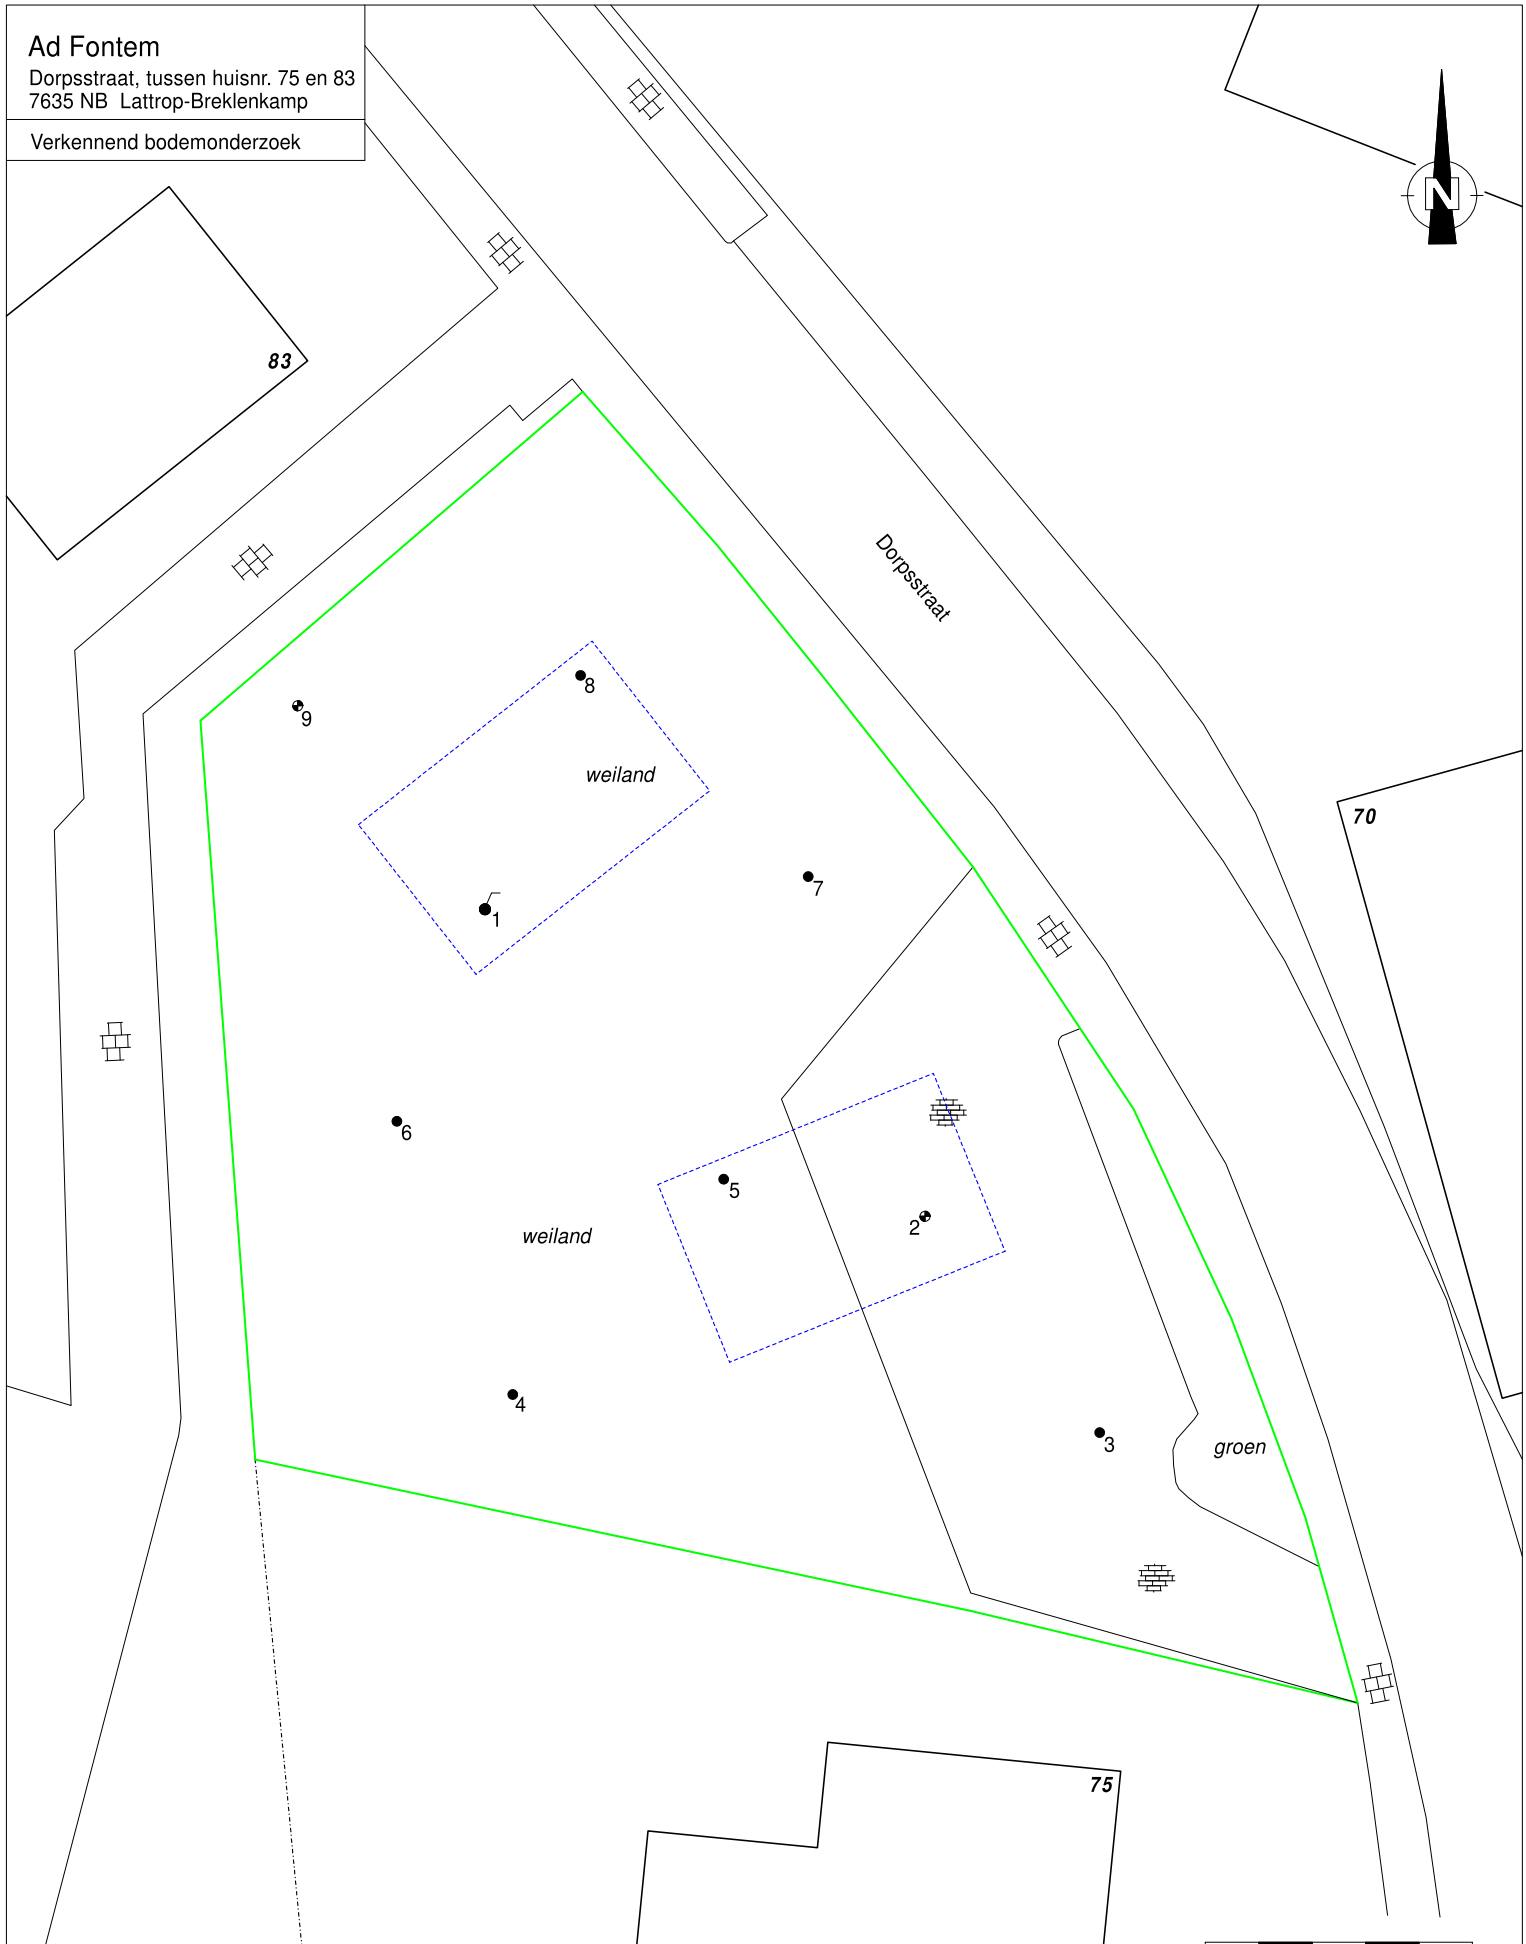 Ad Fontem
Dorpsstraat, tussen huisnr. 75 en 83
7635 NB  Lattrop-Breklenkamp
Verkennend bodemonderzoek
N
83
Dorpsstraat
8
9
weiland
70
7
1
6
5
2
weiland
4
3
groen
75